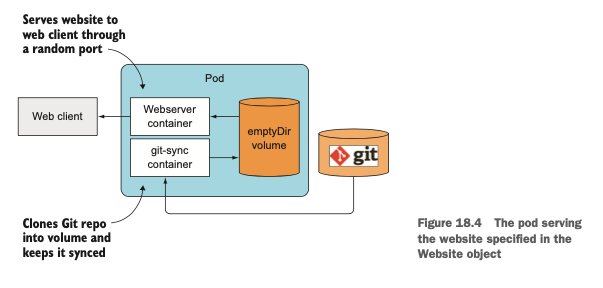 Serves website to
web client through
a random port
Pod
Web client
Webserver
container
git-sync
container
emptyDir
volume
git
Clones Git repo
into volume and
keeps it synced
Figure 18.4 The pod serving
the website specified in the
Website object